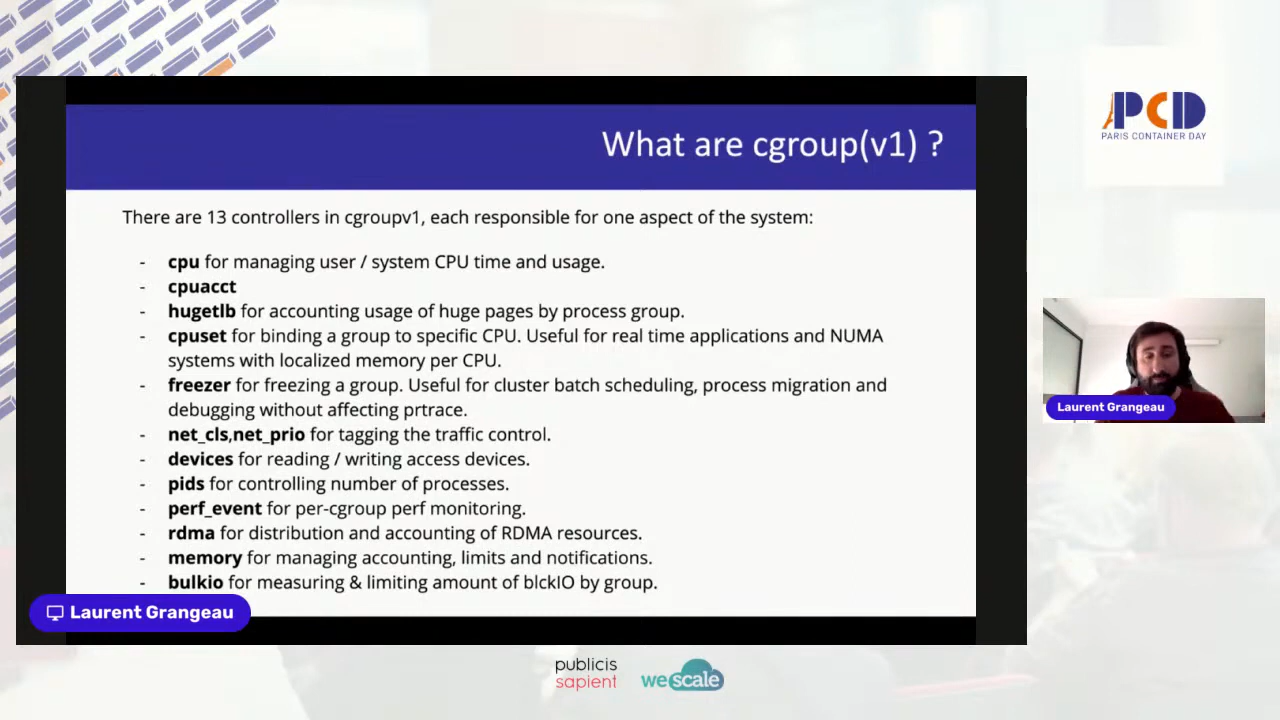 What are cgroup(v1) ?
There are 13 controllers in cgroupv1, each responsible for one aspect of the system:
- cpu for managing user / system CPU time and usage.
- cpuacct
- hugetlb for accounting usage of huge pages by process group.
- cpuset for binding a group to specific CPU. Useful for real time applications and NUMA
systems with localized memory per CPU.
- freezer for freezing a group. Useful for cluster batch scheduling, process migration and
debugging without affecting prtrace.
- net_cls,net_prio for tagging the traffic control.
- devices for reading / writing access devices.
- pids for controlling number of processes.
- perf_event for per-cgroup perf monitoring.
- rdma for distribution and accounting of RDMA resources.
- memory for managing accounting, limits and notifications.
- bulkio for measuring & limiting amount of blckIO by group.
Laurent Grangeau
PCD
PARIS CONTAINER DAY
Laurent Grangeau
publicis
sapient
wescale